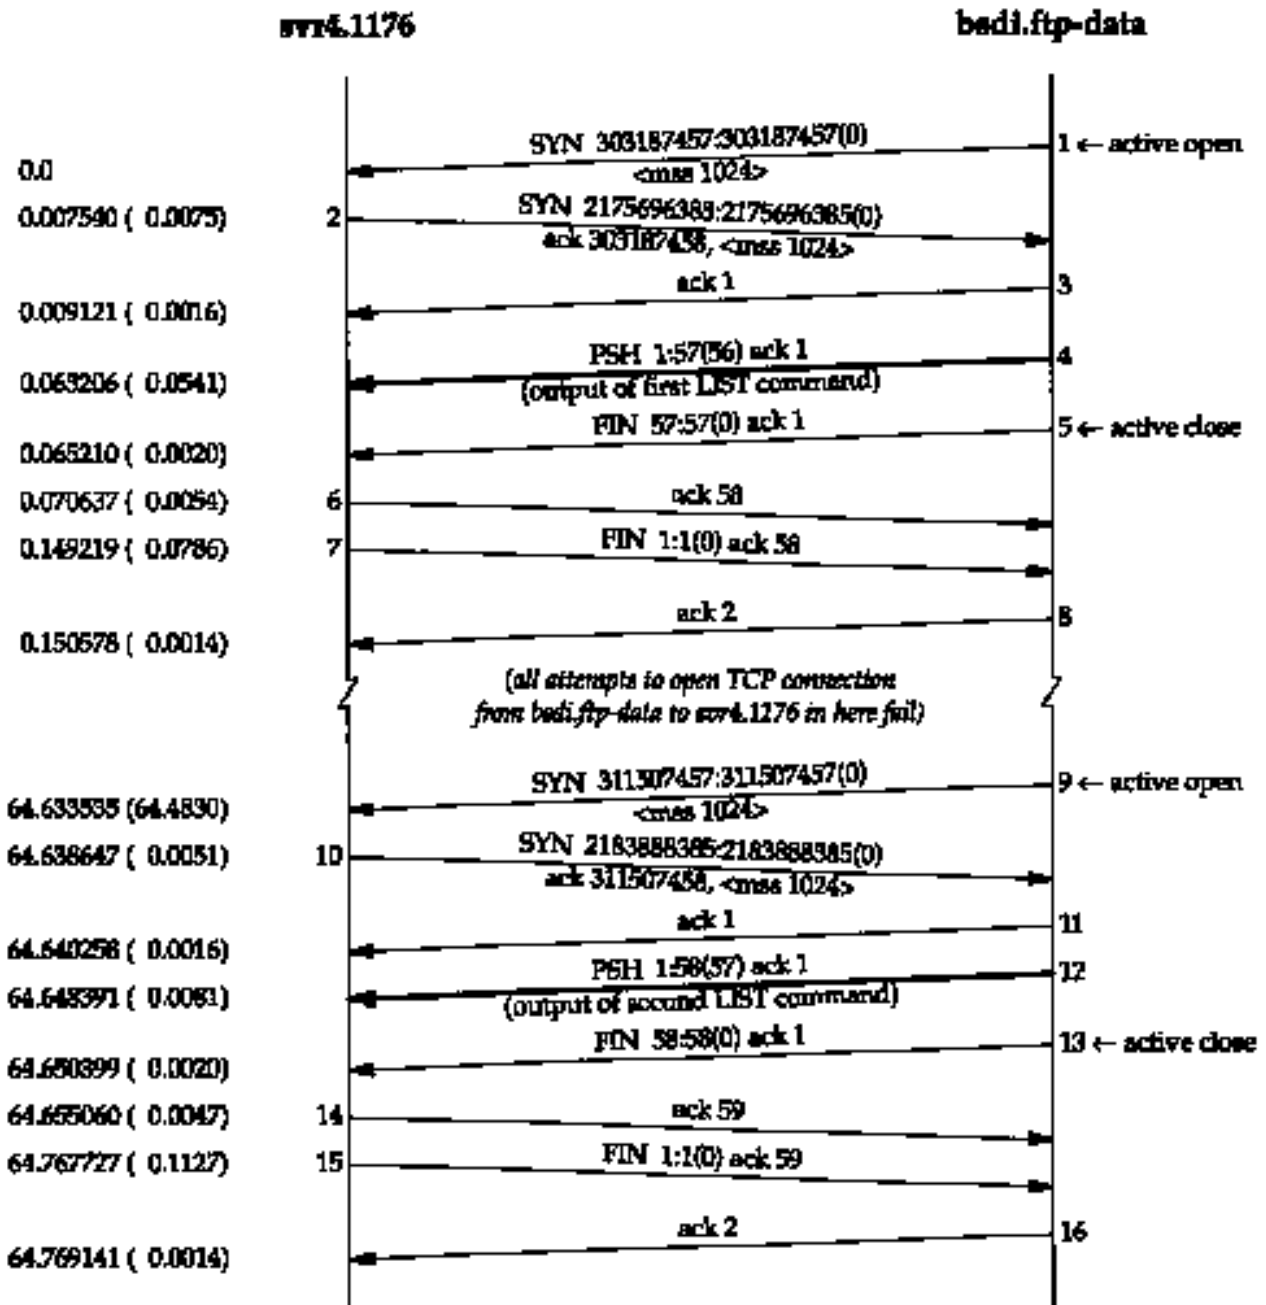 svr4.1176 bsdi.ftp-data
SYN 303187457:303187457(0)
1 ← active open
0.0
<mss 1024>
0.007540 ( 0.0075) 2 SYN 2175696385:2175696385(0)
ack 303187458, <mss 1024>
ack 1 3
0.009121 ( 0.0016)
PSH 1:57(56) ack 1 4
0.063206 ( 0.0541)
(output of first LIST command)
FIN 57:57(0) ack 1 5 ← active close
0.065210 ( 0.0020)
0.070637 ( 0.0054) 6 ack 58
0.149219 ( 0.0786) 7 FIN 1:1(0) ack 58
ack 2 8
0.150578 ( 0.0014)
(all attempts to open TCP connection
from bsdi.ftp-data to svr4.1176 in here fail)
SYN 311507457:311507457(0) 9 ← active open
64.633535 (64.4830) <mss 1024>
64.638647 ( 0.0051) 10 SYN 2183888385:2183888385(0)
ack 311507458, <mss 1024>
ack 1 11
64.640258 ( 0.0016)
PSH 1:58(57) ack 1 12
64.648391 ( 0.0081)
(output of second LIST command)
FIN 58:58(0) ack 1 13 ← active close
64.650399 ( 0.0020)
64.655060 ( 0.0047) 14 ack 59
64.767727 ( 0.1127) 15 FIN 1:1(0) ack 59
ack 2 16
64.769141 ( 0.0014)